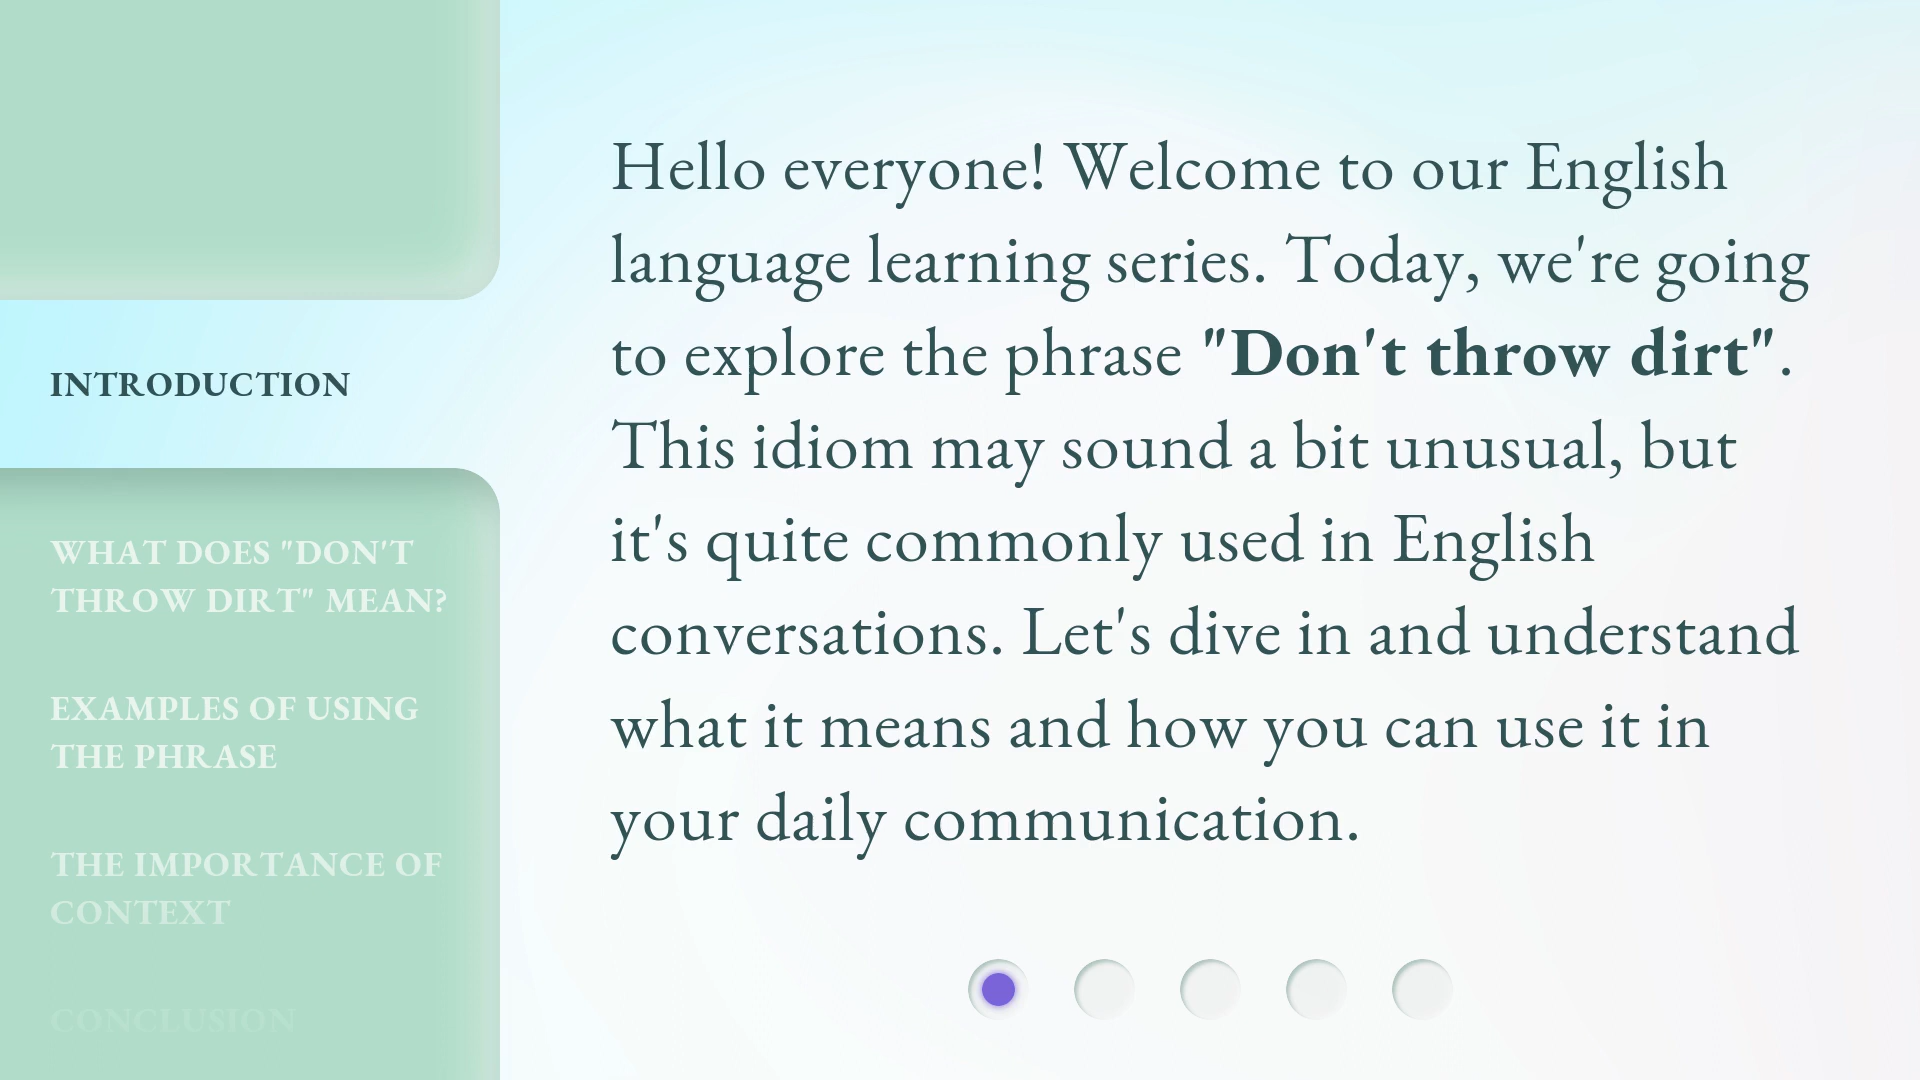 INTRODUCTION
WHAT DOES "DON'T
THROW DIRT" MEAN?
EXAMPLES OF USING
THE PHRASE
THE IMPORTANCE OF
CONTEXT
CONCLUSION
Hello everyone! Welcome to our English
language learning series. Today, we're going
to explore the phrase "Don't throw dirt".
This idiom may sound a bit unusual, but
it's quite commonly used in English
conversations. Let's dive in and understand
what it means and how you can use it in
your daily communication.